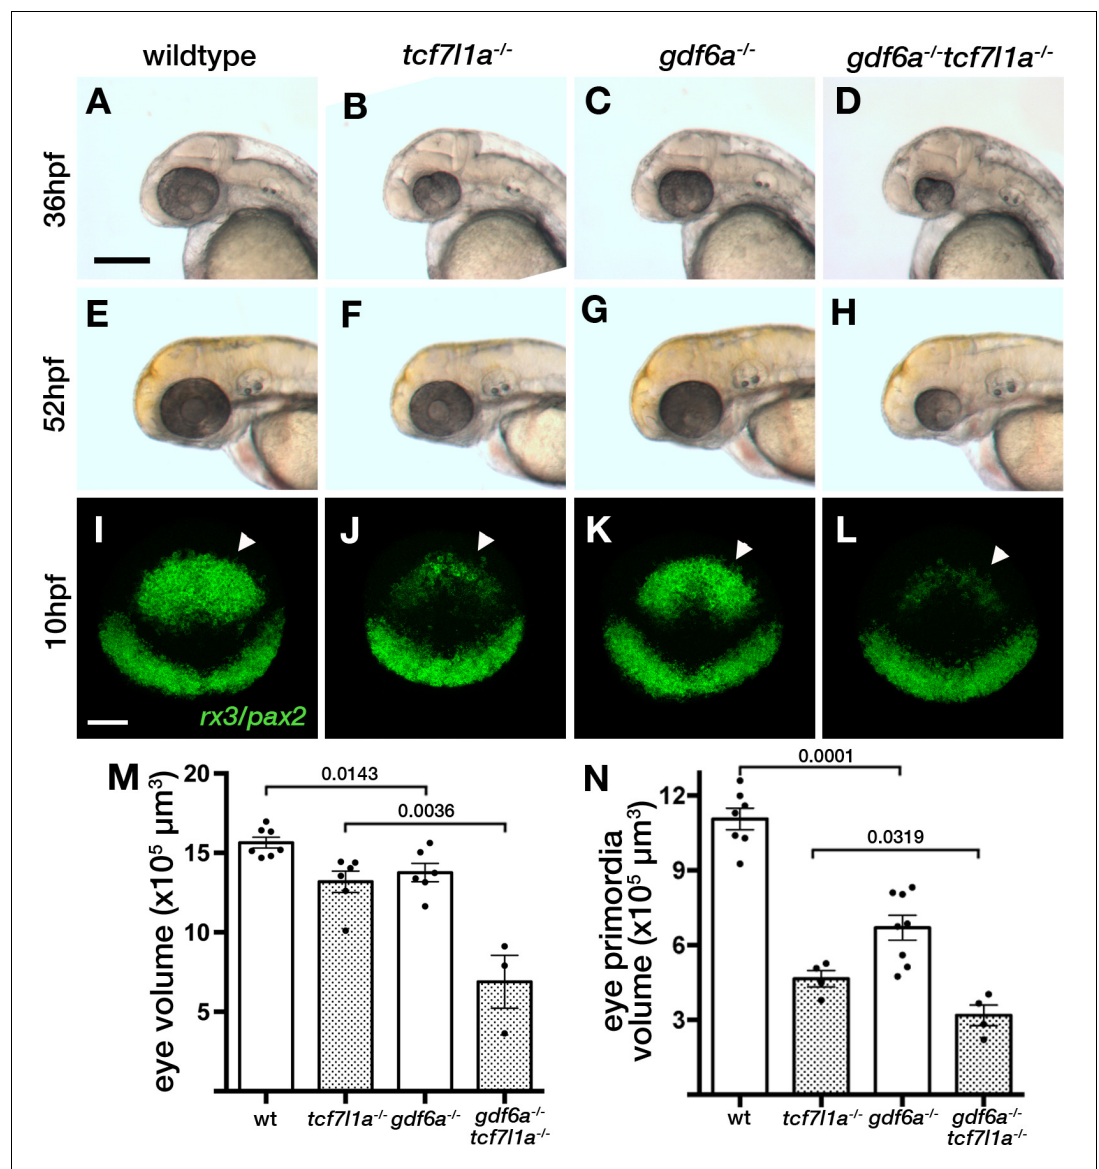 wildtype tcf7l1a-/- gdf6a-/- gdf6a-/-tcf7l1a-/-
36hpf
A B C D
52hpf
E F G H
10hpf
I J K L
rx3/pax2
M
eye volume (x10⁵ µm³)
20
15
10
5
0.0143
0.0036
wt tcf7l1a-/- gdf6a-/- gdf6a-/-
tcf7l1a-/-
N
eye primordia
volume (x10⁵ µm³)
12
9
6
3
0.0001
0.0319
wt tcf7l1a-/- gdf6a-/- gdf6a-/-
tcf7l1a-/-